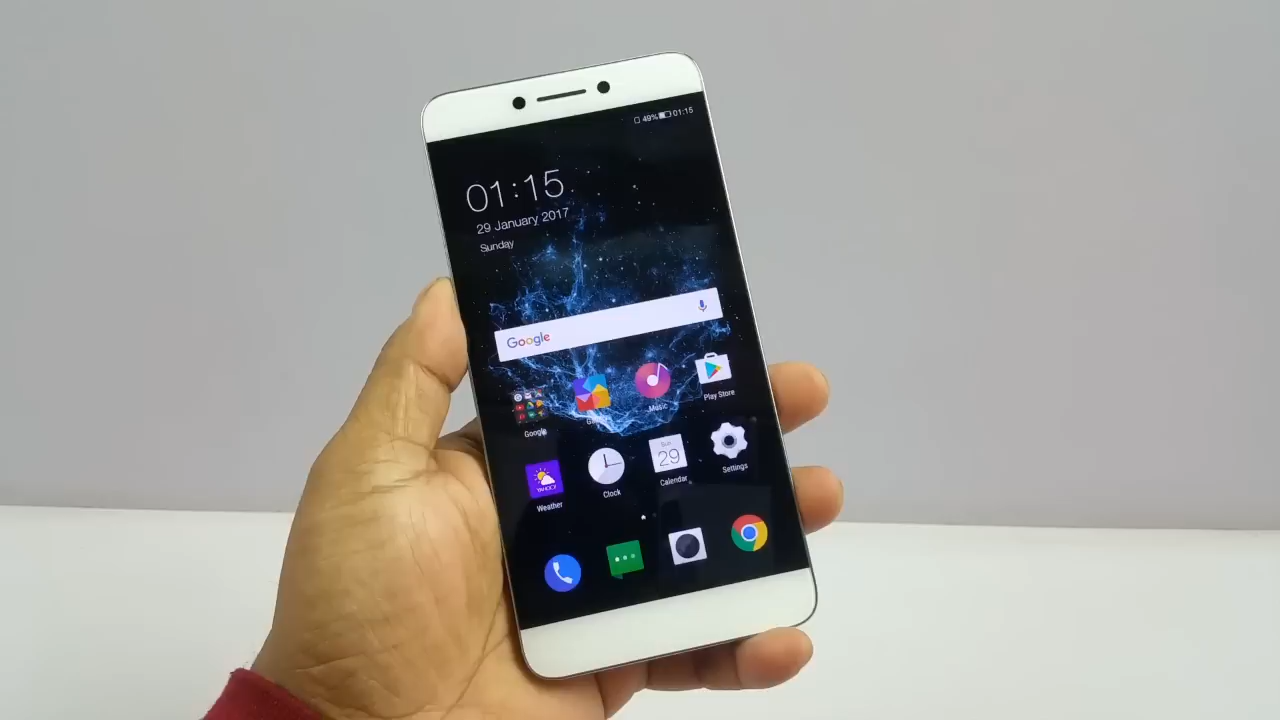 49% 01:15
01:15
29 January 2017
Sunday
Google
Google
Music
Play Store
YAHOO!
Weather
Clock
Sun
29
Calendar
Settings